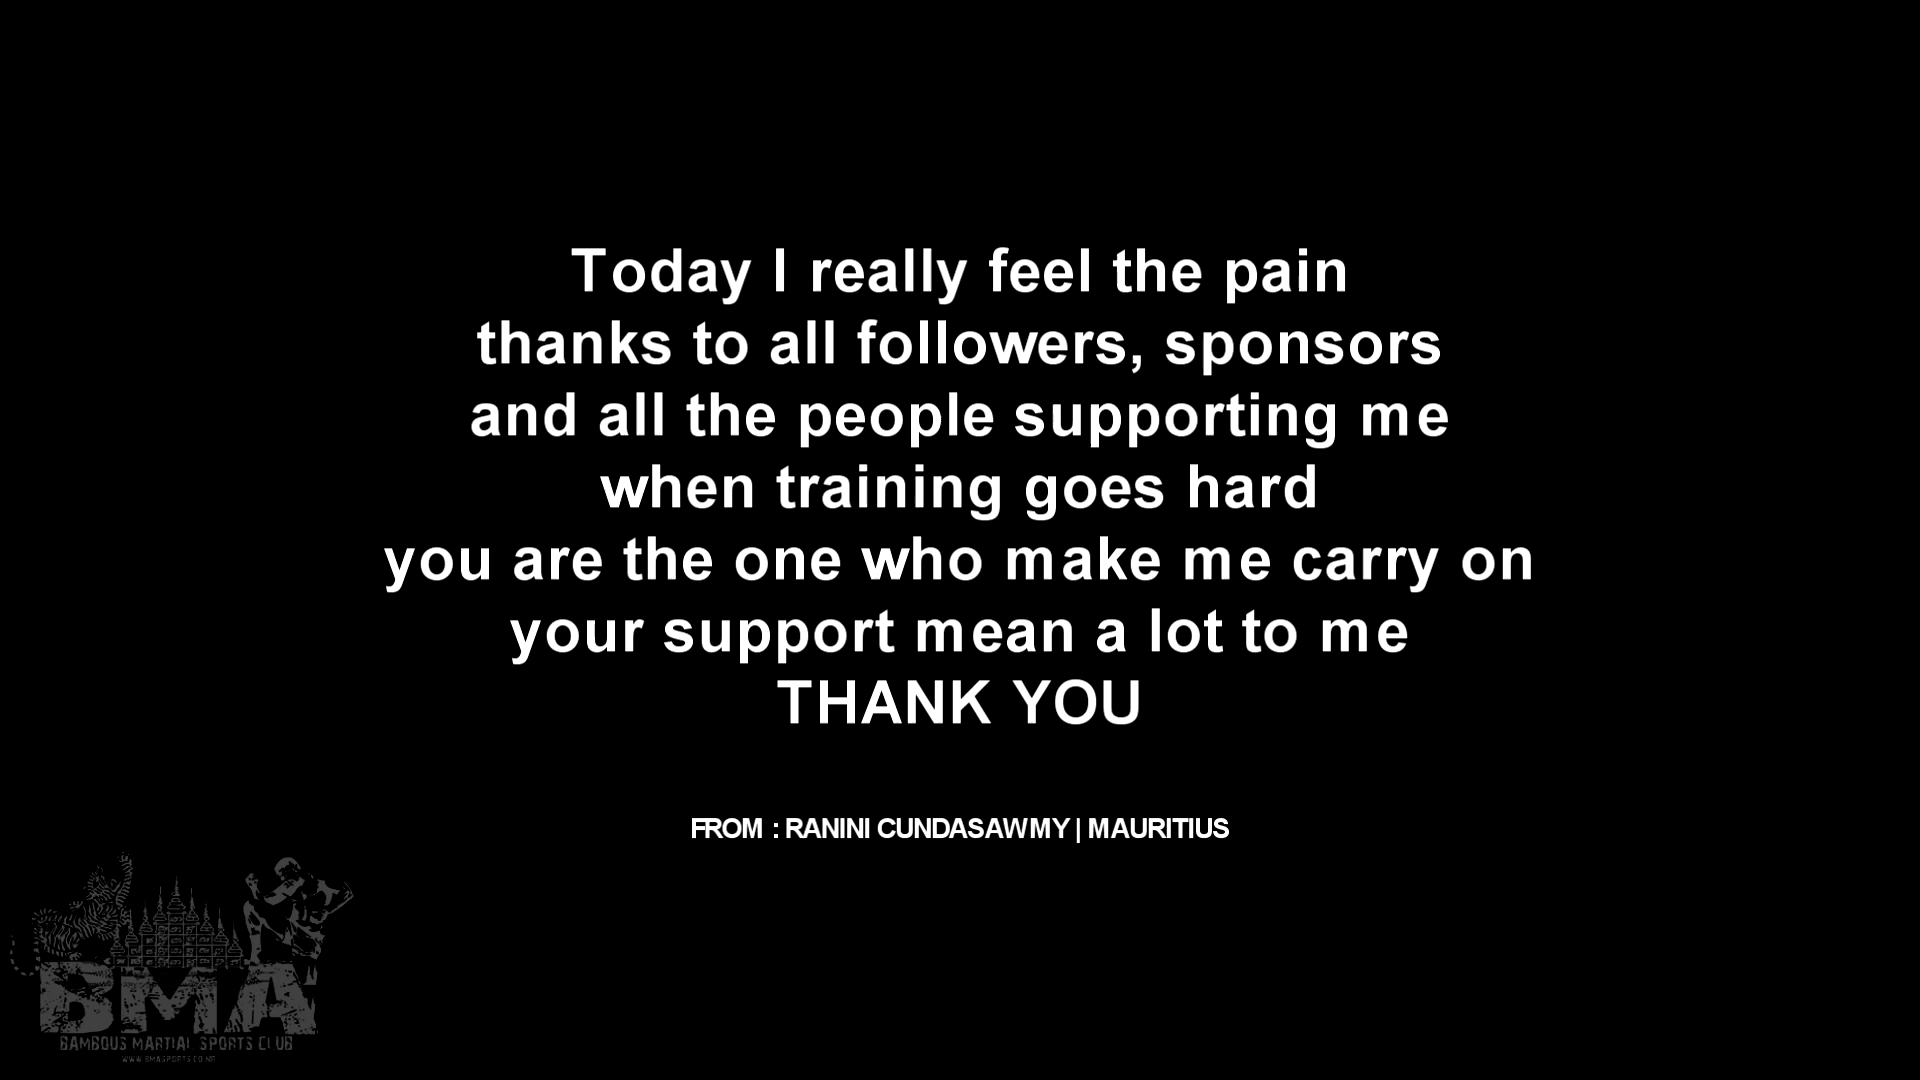 Today I really feel the pain
thanks to all followers, sponsors
and all the people supporting me
when training goes hard
you are the one who make me carry on
your support mean a lot to me
THANK YOU
FROM : RANINI CUNDASAWMY | MAURITIUS
BMA
BAMBOUS MARTIAL SPORTS CLUB